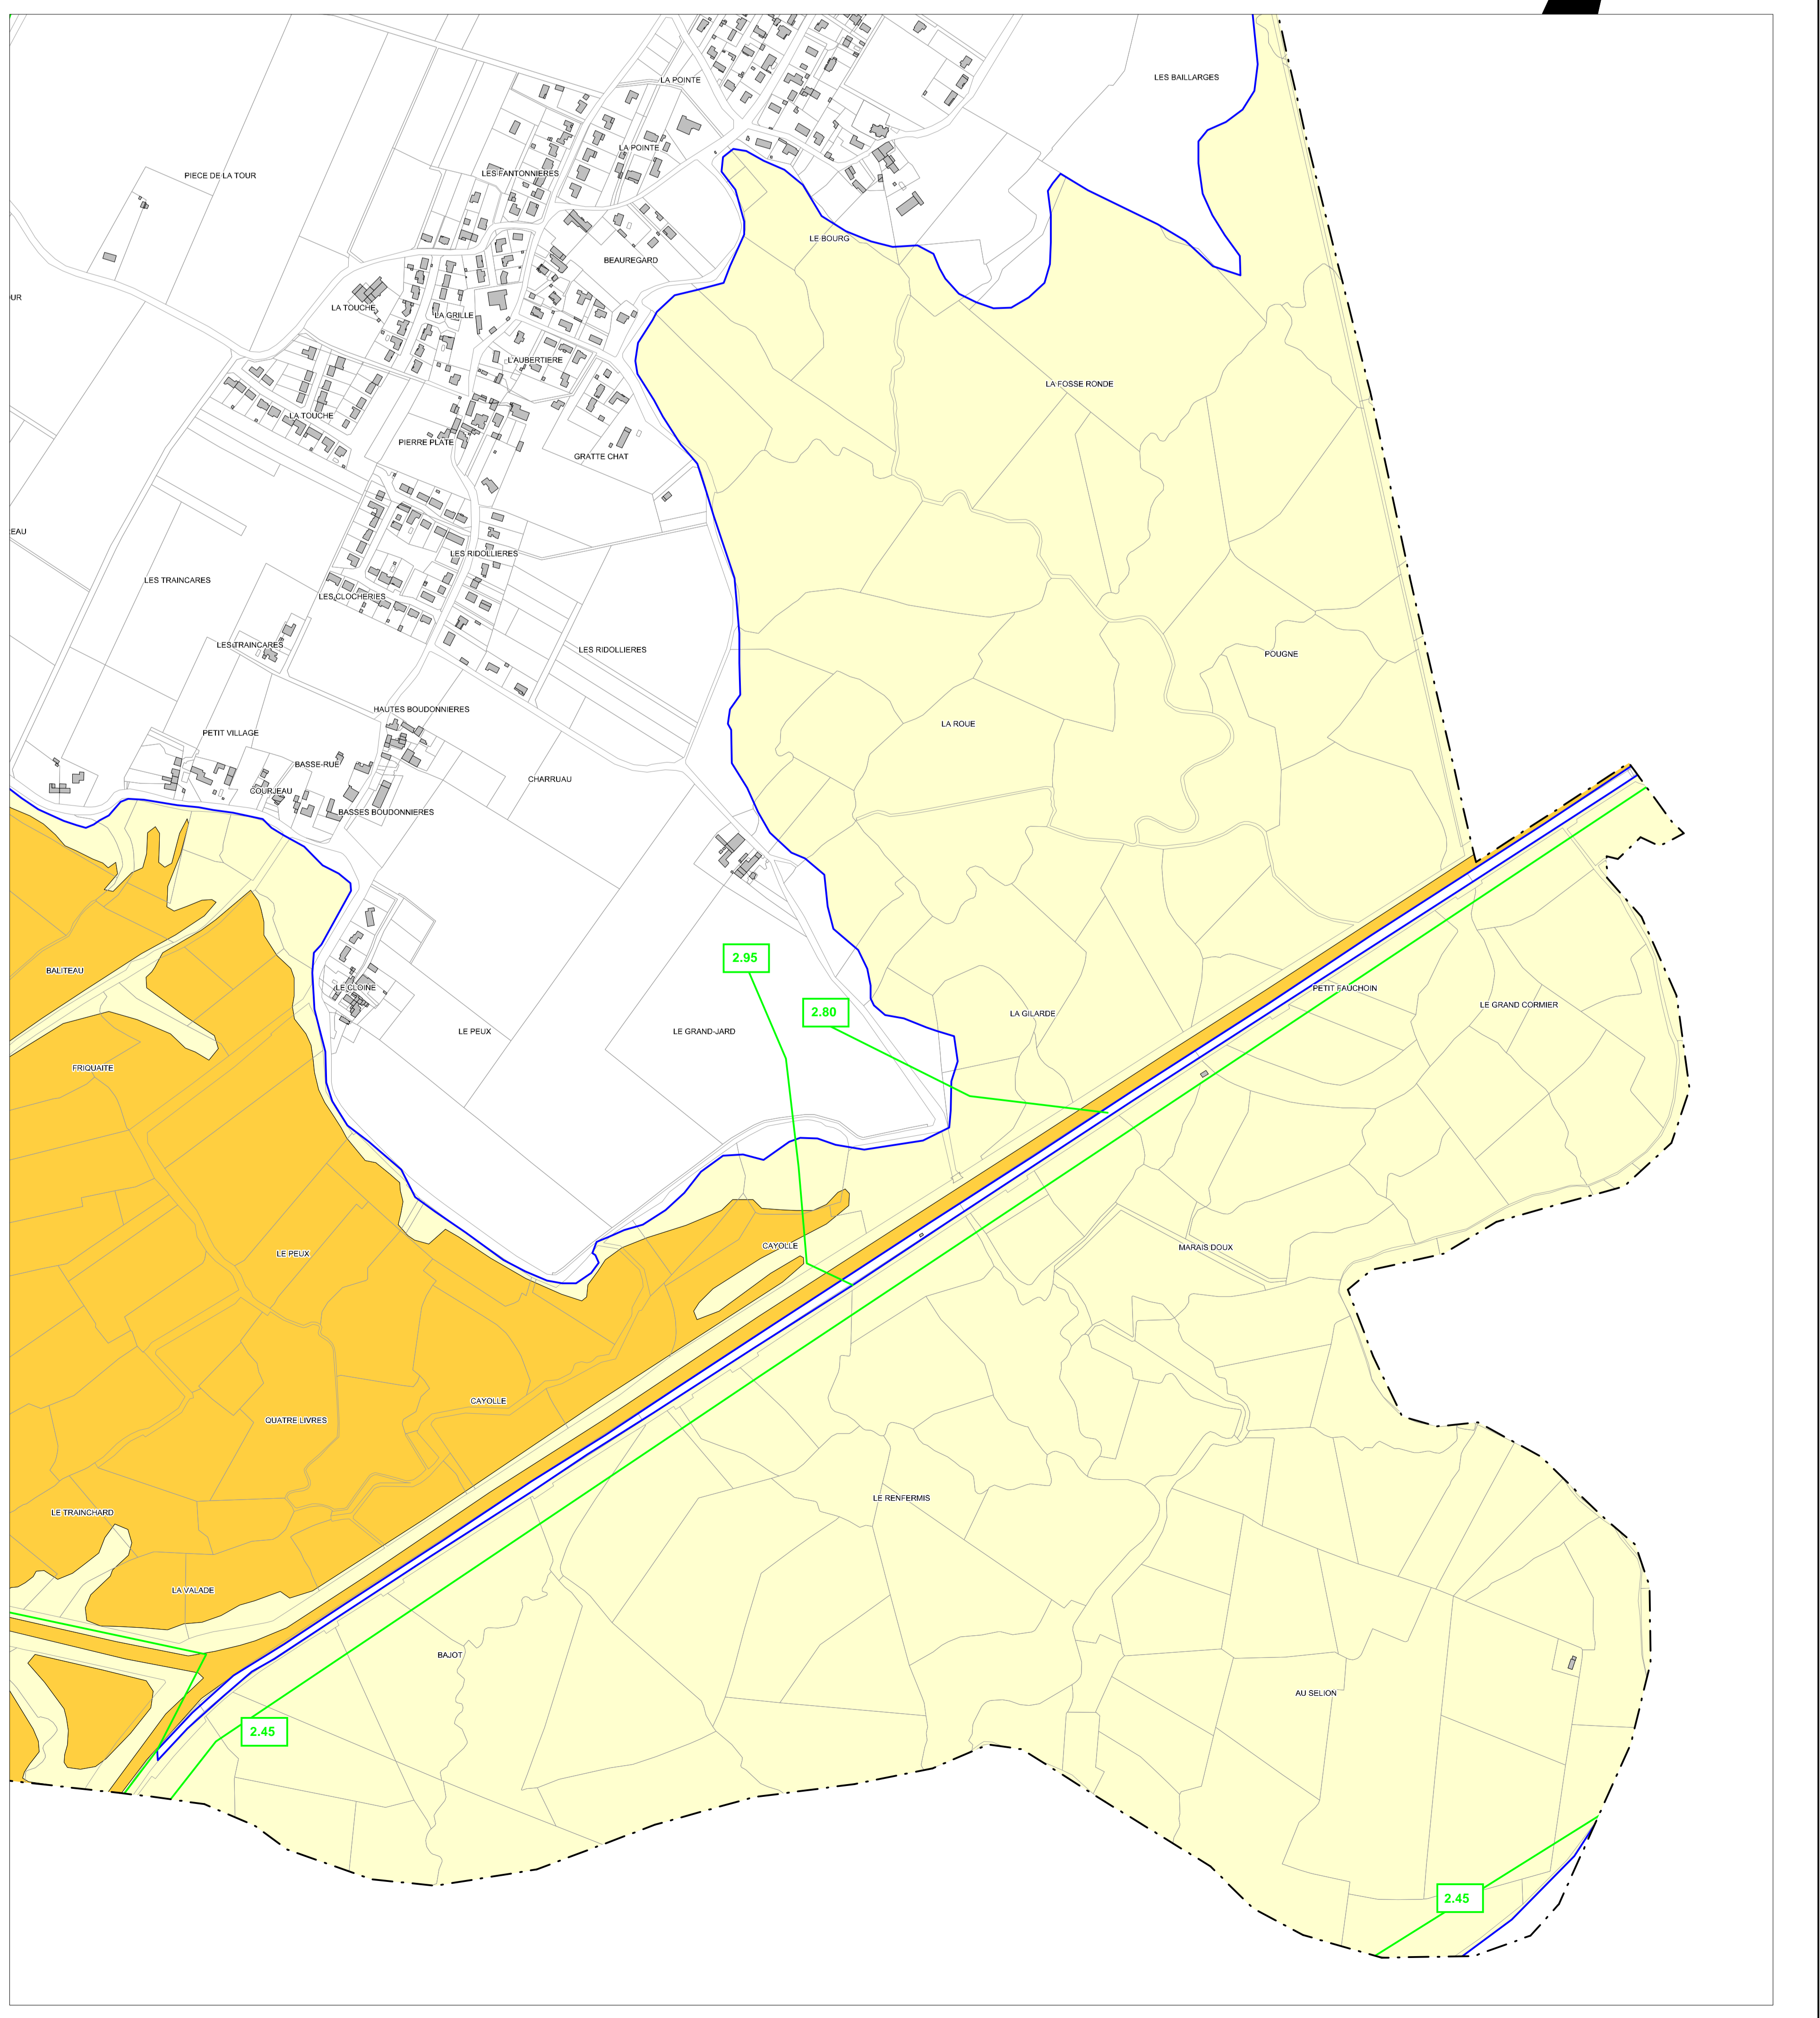 LA POINTE
LES BAILLARGES
LA POINTE
PIECE DE LA TOUR
LES FANTONNIERES
LE BOURG
BEAUREGARD
OUR
LA TOUCHE
LA GRILLE
L'AUBERTIERE
LA FOSSE RONDE
LA TOUCHE
PIERRE PLATE
GRATTE CHAT
EAU
LES RIDOLLIERES
LES TRAINCARES
LES CLOCHERIES
LES TRAINCARES
LES RIDOLLIERES
POUGNE
HAUTES BOUDONNIERES
LA ROUE
PETIT VILLAGE
BASSE-RUE
CHARRUAU
COURJEAU
BASSES BOUDONNIERES
2.95
BALITEAU
LE CLOINE
PETIT FAUCHOIN
LE GRAND CORMIER
2.80
LA GILARDE
LE PEUX
LE GRAND-JARD
FRIQUAITE
CAYOLLE
MARAIS DOUX
LE PEUX
CAYOLLE
QUATRE LIVRES
LE RENFERMIS
LE TRAINCHARD
LA VALADE
BAJOT
AU SELION
2.45
2.45